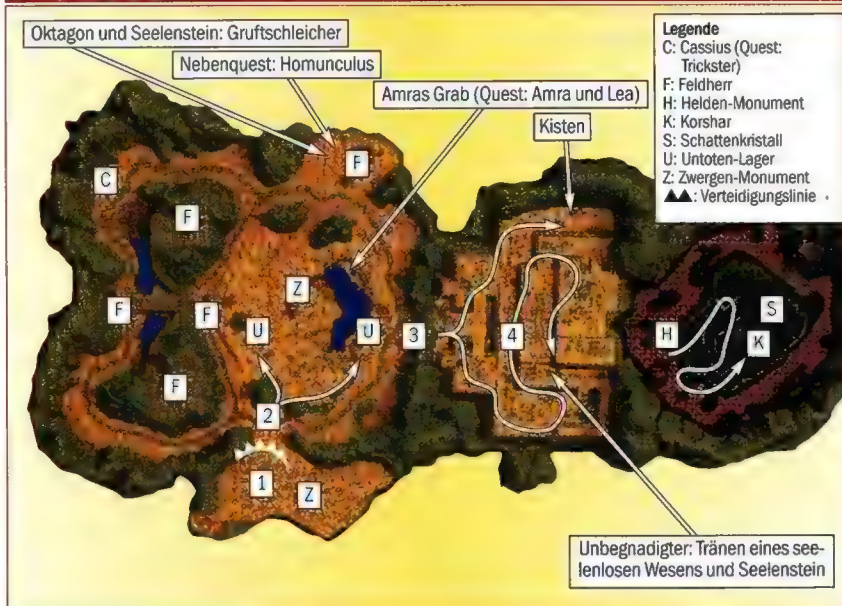 Oktagon und Seelenstein: Gruftschleicher
Nebenquest: Homunculus
Amras Grab (Quest: Amra und Lea)
Kisten
Legende
C: Cassius (Quest:
Trickster)
F: Feldherr
H: Helden-Monument
K: Korshar
S: Schattenkristall
U: Untoten-Lager
Z: Zwergen-Monument
▲▲: Verteidigungslinie
F
C
F
Z
F
F
U
U
3
4
H
S
K
F
2
1
Z
Unbegnadigter: Tränen eines see-
lenlosen Wesens und Seelenstein